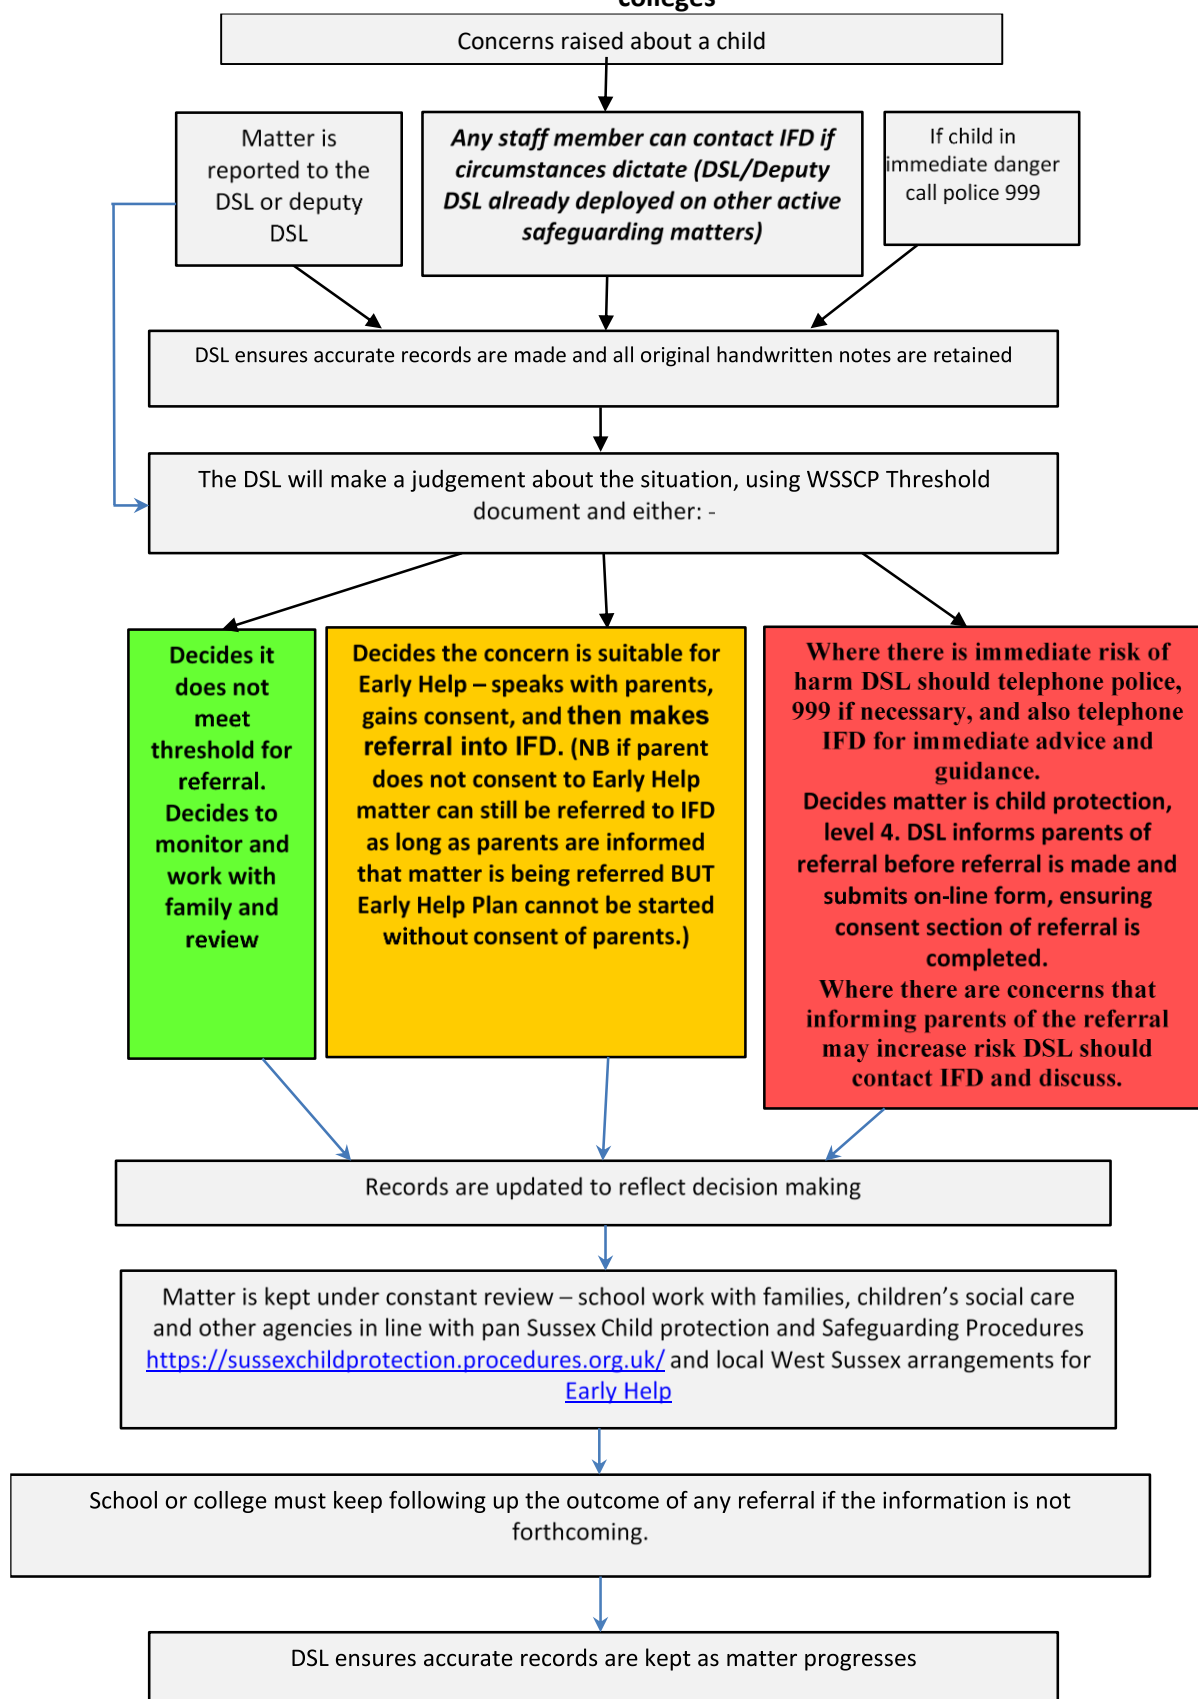 colleges
Concerns raised about a child
Matter is
reported to the
DSL or deputy
DSL
Any staff member can contact IFD if
circumstances dictate (DSL/Deputy
DSL already deployed on other active
safeguarding matters)
If child in
immediate danger
call police 999
DSL ensures accurate records are made and all original handwritten notes are retained
The DSL will make a judgement about the situation, using WSSCP Threshold
document and either: -
Decides it
does not
meet
threshold for
referral.
Decides to
monitor and
work with
family and
review
Decides the concern is suitable for
Early Help – speaks with parents,
gains consent, and then makes
referral into IFD. (NB if parent
does not consent to Early Help
matter can still be referred to IFD
as long as parents are informed
that matter is being referred BUT
Early Help Plan cannot be started
without consent of parents.)
Where there is immediate risk of
harm DSL should telephone police,
999 if necessary, and also telephone
IFD for immediate advice and
guidance.
Decides matter is child protection,
level 4. DSL informs parents of
referral before referral is made and
submits on-line form, ensuring
consent section of referral is
completed.
Where there are concerns that
informing parents of the referral
may increase risk DSL should
contact IFD and discuss.
Records are updated to reflect decision making
Matter is kept under constant review – school work with families, children’s social care
and other agencies in line with pan Sussex Child protection and Safeguarding Procedures
https://sussexchildprotection.procedures.org.uk/ and local West Sussex arrangements for
Early Help
School or college must keep following up the outcome of any referral if the information is not
forthcoming.
DSL ensures accurate records are kept as matter progresses